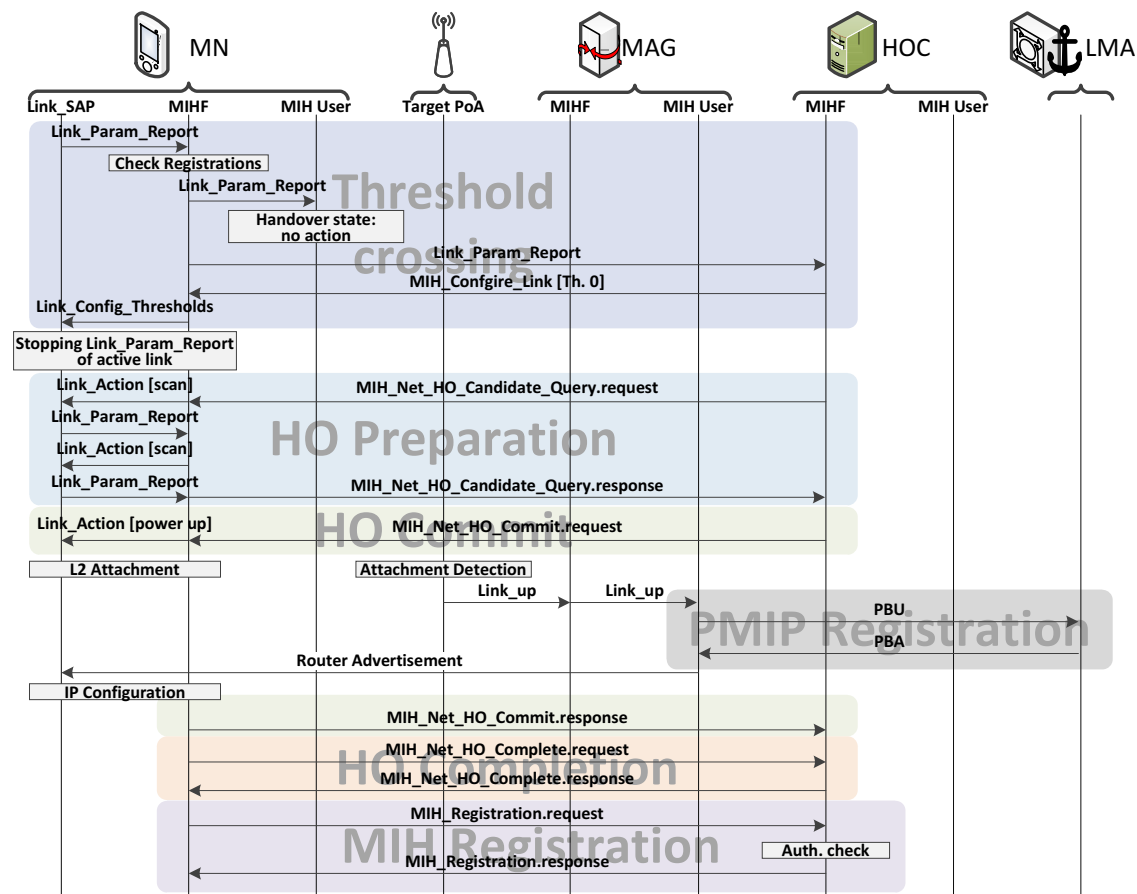 MN
MAG
HOC
LMA
Link_SAP
MIHF
MIH User
Target PoA
MIHF
MIH User
MIHF
MIH User
Link_Param_Report
Check Registrations
Link_Param_Report
Threshold
crossing
Handover state:
no action
Link_Param_Report
MIH_Confgire_Link [Th. 0]
Link_Config_Thresholds
Stopping Link_Param_Report
of active link
Link_Action [scan]
MIH_Net_HO_Candidate_Query.request
Link_Param_Report
HO Preparation
Link_Action [scan]
Link_Param_Report
MIH_Net_HO_Candidate_Query.response
Link_Action [power up]
HO Commit
MIH_Net_HO_Commit.request
L2 Attachment
Attachment Detection
Link_up
Link_up
PBU
PMIP Registration
PBA
Router Advertisement
IP Configuration
MIH_Net_HO_Commit.response
MIH_Net_HO_Complete.request
HO Completion
MIH_Net_HO_Complete.response
MIH_Registration.request
MIH Registration
Auth. check
MIH_Registration.response